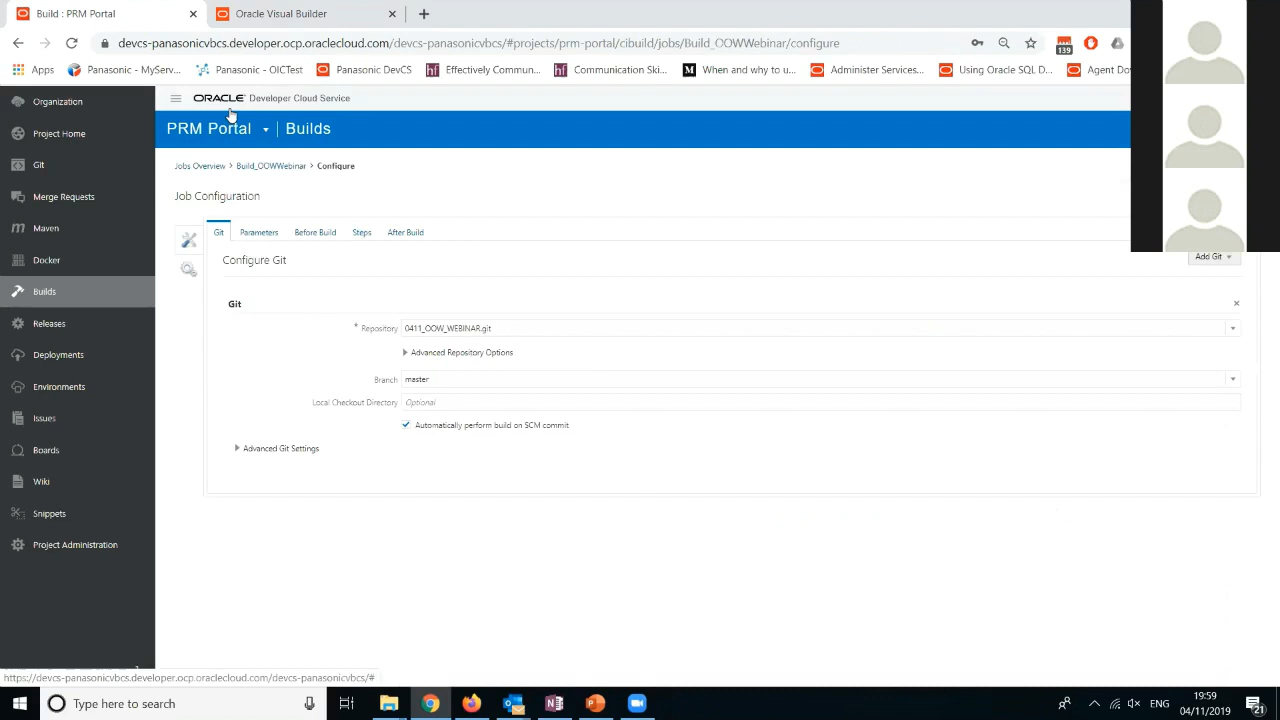 Build : PRM Portal
Oracle Visual Builder
devcs-panasonicvbcs.developer.ocp.oraclecloud.com/devcs-panasonicvbcs/#projects/prm-portal/cibuild/jobs/Build_OOWWebinar/configure
139
Apps
Panasonic - MyServ...
Panasonic - OICTest
Panasonic DevCS
Effectively Commun...
Communication Ski...
When and why to u...
Administer Services...
Using Oracle SQL D...
Agent Do
Organization
Project Home
Git
Merge Requests
Maven
Docker
Builds
Releases
Deployments
Environments
Issues
Boards
Wiki
Snippets
Project Administration
ORACLE Developer Cloud Service
PRM Portal Builds
Jobs Overview > Build_OOWWebinar > Configure
Job Configuration
Git Parameters Before Build Steps After Build
Configure Git
Add Git
Git
* Repository 0411_OOW_WEBINAR.git
Advanced Repository Options
Branch master
Local Checkout Directory Optional
Automatically perform build on SCM commit
Advanced Git Settings
https://devcs-panasonicvbcs.developer.ocp.oraclecloud.com/devcs-panasonicvbcs/#
Type here to search
ENG
19:59
04/11/2019
21